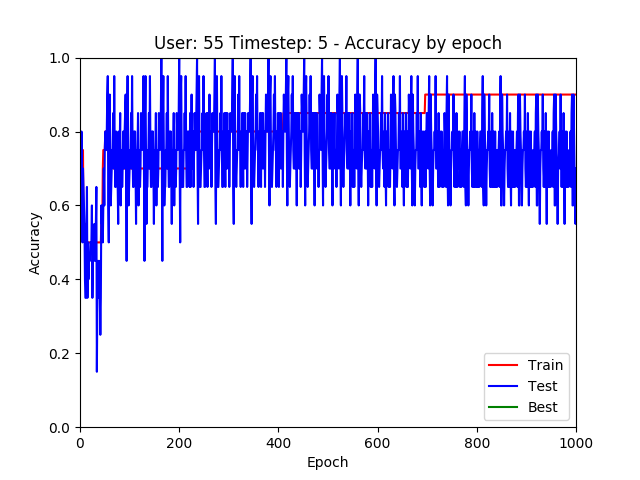 User: 55 Timestep: 5 - Accuracy by epoch
1.0
0.8
0.6
0.4
0.2
0.0
Accuracy
0 200 400 600 800 1000
Epoch
Train
Test
Best